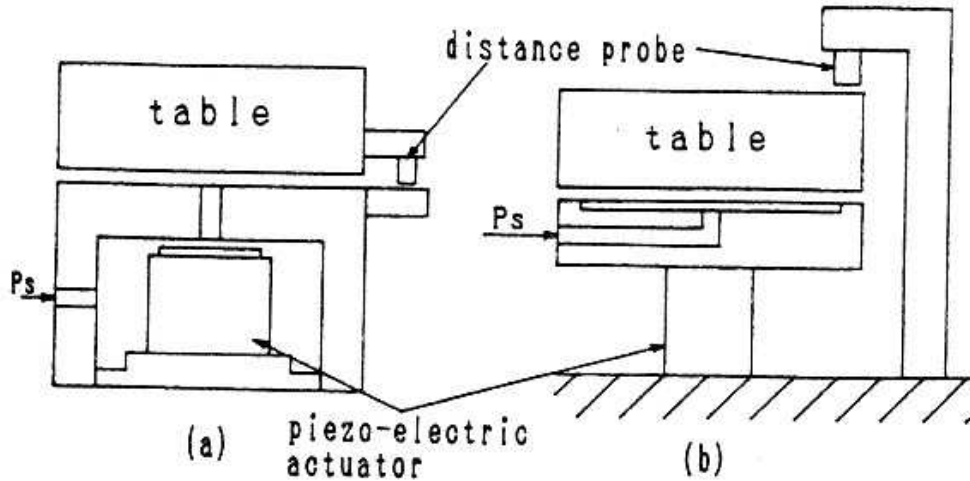 distance probe
table
table
Ps
Ps
(a)
piezo-electric
actuator
(b)